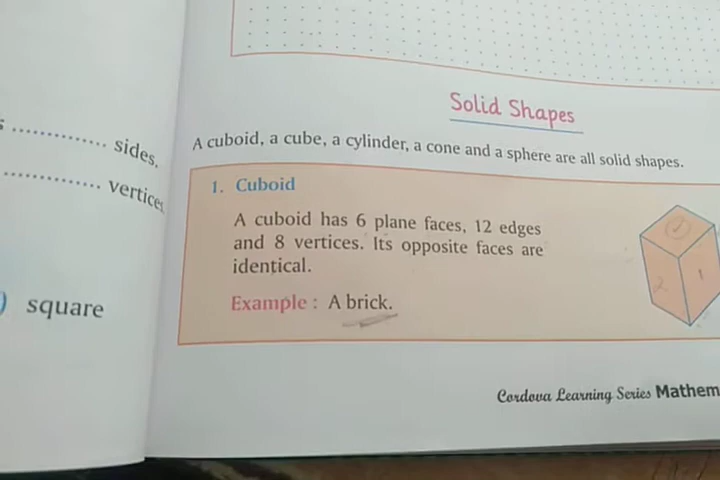 sides.
vertices
square
Solid Shapes
A cuboid, a cube, a cylinder, a cone and a sphere are all solid shapes.
1. Cuboid
A cuboid has 6 plane faces, 12 edges
and 8 vertices. Its opposite faces are
identical.
Example : A brick.
2
1
Cordova Learning Series Mathem